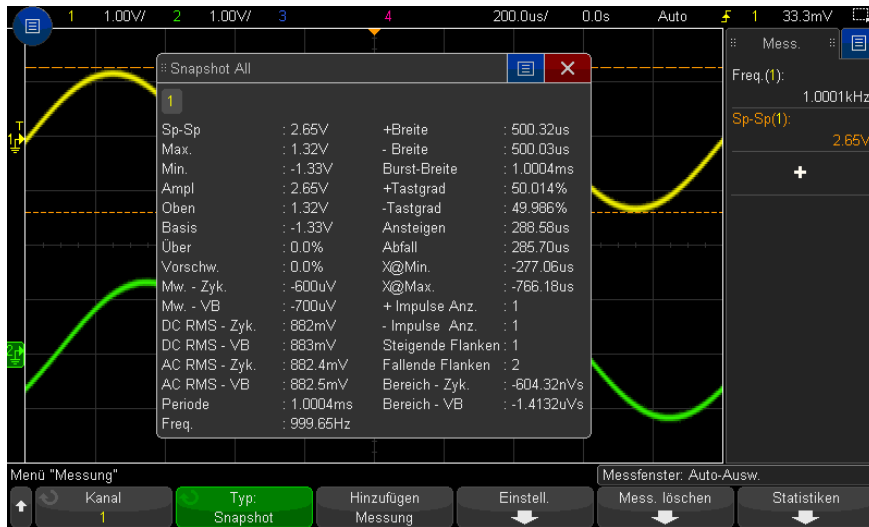 1 1.00V/ 2 1.00V/ 3 4 200.0us/ 0.0s Auto 1 33.3mV
Snapshot All
1
Sp-Sp : 2.65V +Breite : 500.32us
Max. : 1.32V - Breite : 500.03us
Min. : -1.33V Burst-Breite : 1.0004ms
Ampl : 2.65V +Tastgrad : 50.014%
Oben : 1.32V -Tastgrad : 49.986%
Basis : -1.33V Ansteigen : 288.58us
Über : 0.0% Abfall : 285.70us
Vorschw. : 0.0% X@Min. : -277.06us
Mw. - Zyk. : -600uV X@Max. : -766.18us
Mw. - VB : -700uV + Impulse Anz. : 1
DC RMS - Zyk. : 882mV - Impulse Anz. : 1
DC RMS - VB : 883mV Steigende Flanken : 1
AC RMS - Zyk. : 882.4mV Fallende Flanken : 2
AC RMS - VB : 882.5mV Bereich - Zyk. : -604.32nVs
Periode : 1.0004ms Bereich - VB : -1.4132uVs
Freq. : 999.65Hz
T
1
2
Mess.
Freq.(1):
1.0001kHz
Sp-Sp(1):
2.65V
+
Menü "Messung"
Messfenster: Auto-Ausw.
Kanal
1
Typ:
Snapshot
Hinzufügen
Messung
Einstell.
Mess. löschen
Statistiken